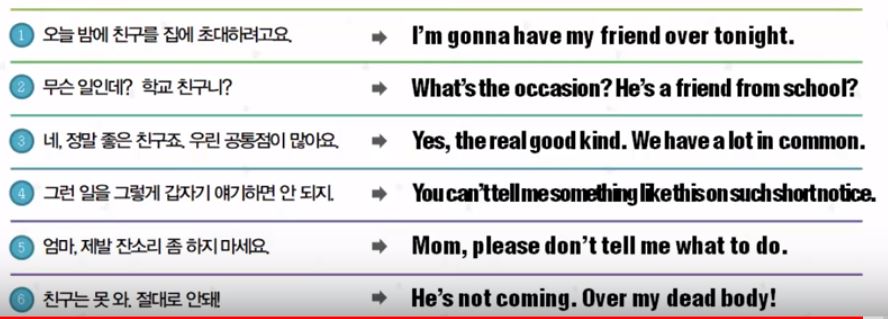 1 오늘 밤에 친구를 집에 초대하려고요. ➡ I'm gonna have my friend over tonight.
2 무슨 일인데? 학교 친구니? ➡ What's the occasion? He's a friend from school?
3 네, 정말 좋은 친구죠. 우린 공통점이 많아요. ➡ Yes, the real good kind. We have a lot in common.
4 그런 일을 그렇게 갑자기 얘기하면 안 되지. ➡ You can't tell me something like this on such short notice.
5 엄마, 제발 잔소리 좀 하지 마세요. ➡ Mom, please don't tell me what to do.
6 친구는 못 와. 절대로 안돼! ➡ He's not coming. Over my dead body!